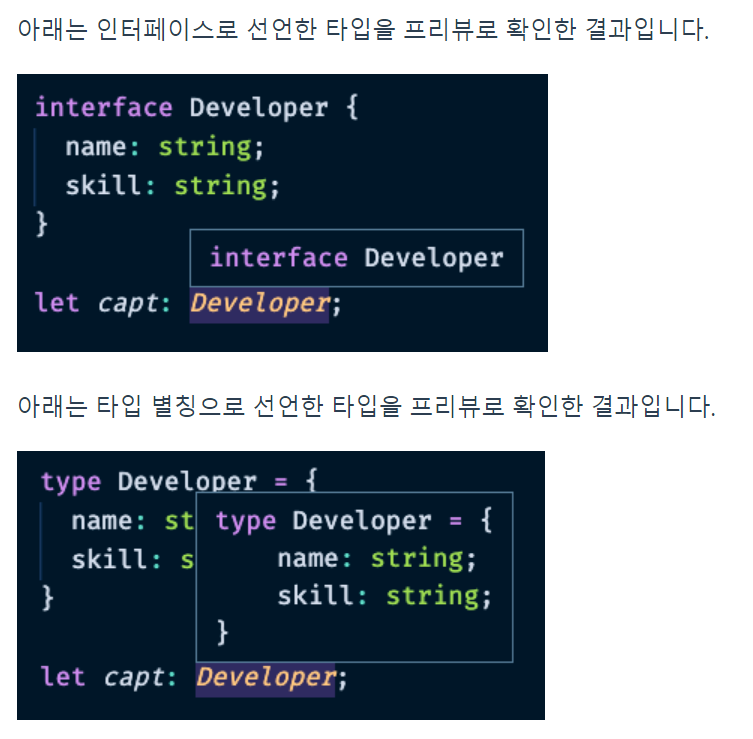 아래는 인터페이스로 선언한 타입을 프리뷰로 확인한 결과입니다.
interface Developer {
name: string;
skill: string;
}
interface Developer
let capt: Developer;
아래는 타입 별칭으로 선언한 타입을 프리뷰로 확인한 결과입니다.
type Developer = {
name: st
skill: s
}
type Developer = {
name: string;
skill: string;
}
let capt: Developer;